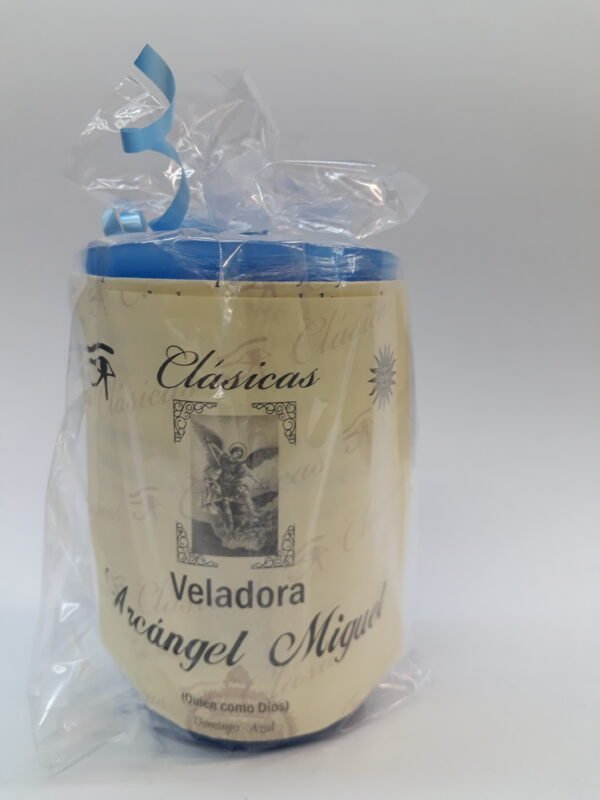 Clásicas
Veladora
Arcángel Miguel
(Quien como Dios)
Domingo - Azul